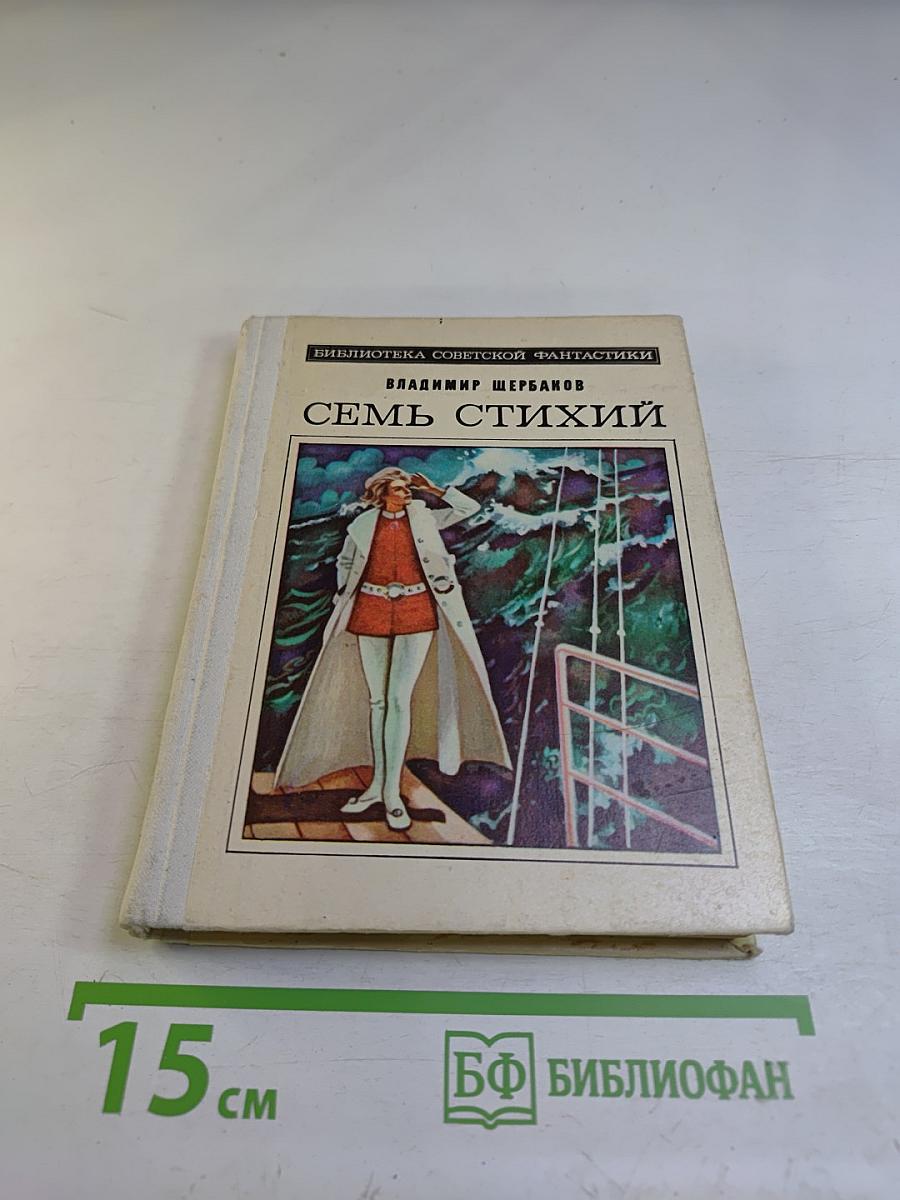 БИБЛИОТЕКА СОВЕТСКОЙ ФАНТАСТИКИ
ВЛАДИМИР ЩЕРБАКОВ
СЕМЬ СТИХИЙ
15 см
БФ БИБЛИОФАН